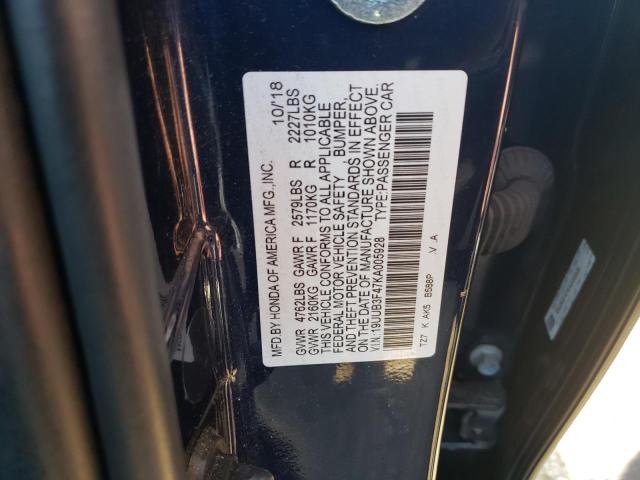 MFD.BY HONDA OF AMERICA MFG.,INC. 10/'18
GVWR 4762LBS GAWR F 2579LBS R 2227LBS
GVWR 2160KG GAWR F 1170KG R 1010KG
THIS VEHICLE CONFORMS TO ALL APPLICABLE
FEDERAL MOTOR VEHICLE SAFETY, BUMPER,
AND THEFT PREVENTION STANDARDS IN EFFECT
ON THE DATE OF MANUFACTURE SHOWN ABOVE.
V.I.N.:19UUB3F47KA005928 TYPE:PASSENGER CAR
TZ7 K AK5 B588P .V .A